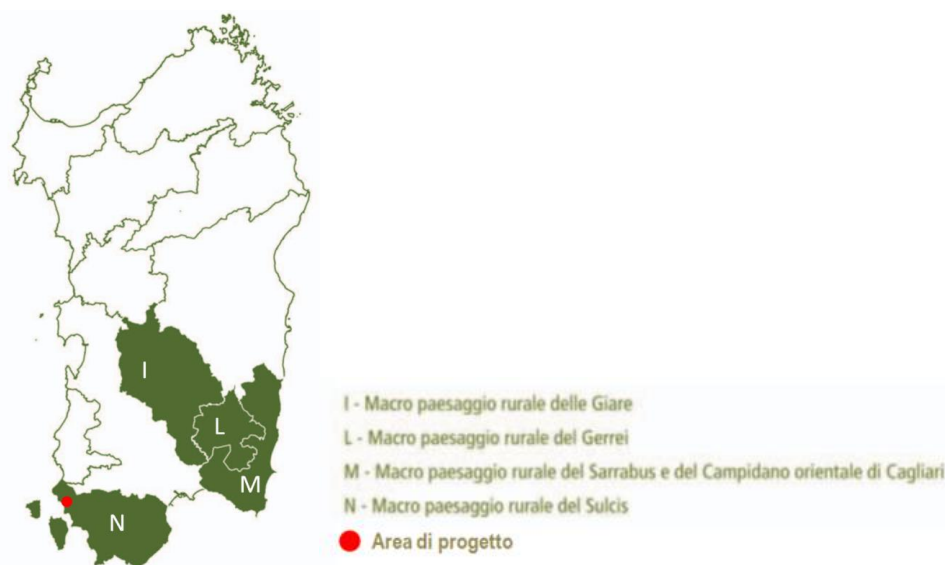 I
L
M
N
I - Macro paesaggio rurale delle Giare
L - Macro paesaggio rurale del Gerrei
M - Macro paesaggio rurale del Sarrabus e del Campidano orientale di Cagliari
N - Macro paesaggio rurale del Sulcis
Area di progetto